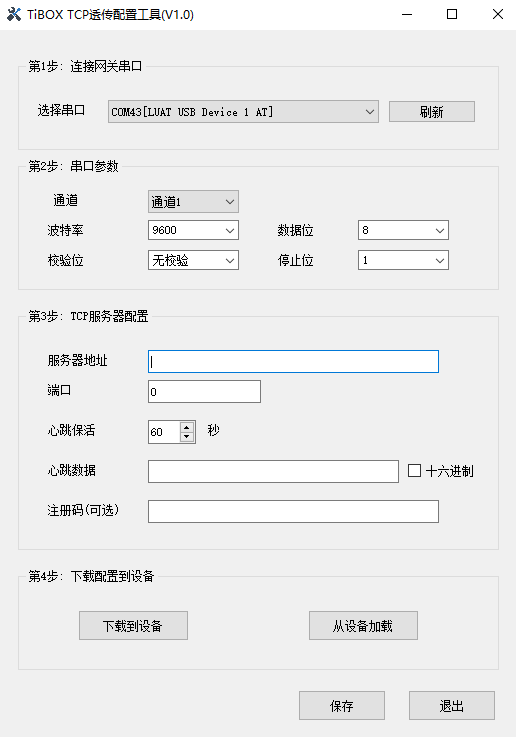 TiBOX TCP透传配置工具(V1.0)
第1步: 连接网关串口
选择串口 COM43[LUAT USB Device 1 AT] 刷新
第2步: 串口参数
通道 通道1
波特率 9600 数据位 8
校验位 无校验 停止位 1
第3步: TCP服务器配置
服务器地址
端口 0
心跳保活 60 秒
心跳数据 十六进制
注册码(可选)
第4步: 下载配置到设备
下载到设备 从设备加载
保存 退出